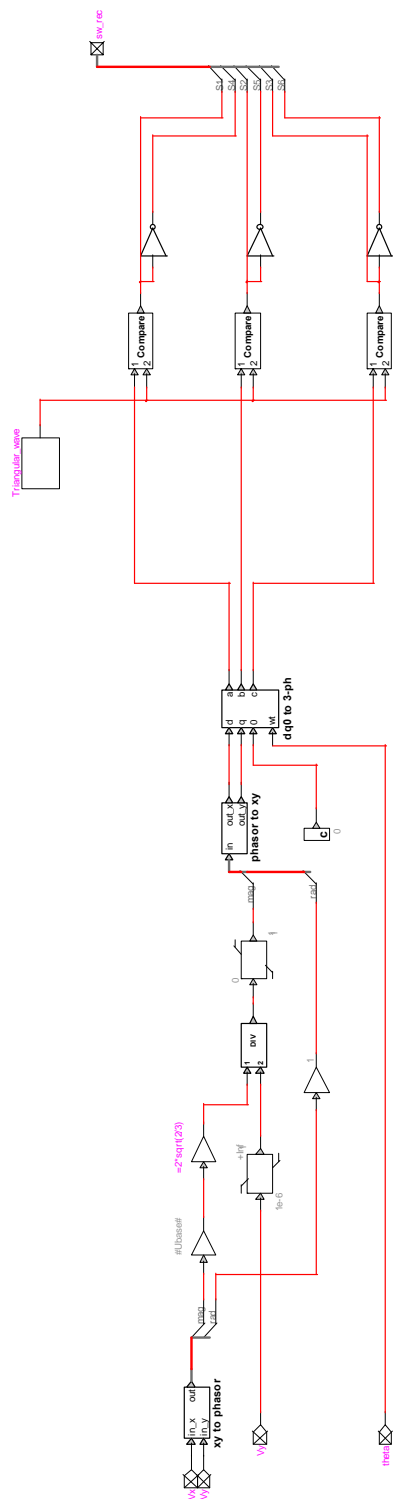 Vx
Vy
in_x
in_y
out
xy to phasor
mag
rad
#Ubase#
=2*sqrt(2/3)
Vy
1e-6
+Inf
theta
1
2
DIV
0
1
1
mag
rad
in
out_x
out_y
phasor to xy
C
0
d
q
0
wt
a
b
c
dq0 to 3-ph
Triangular_wave
1
2
Compare
1
2
Compare
1
2
Compare
S1
S4
S2
S5
S3
S6
sw_rec